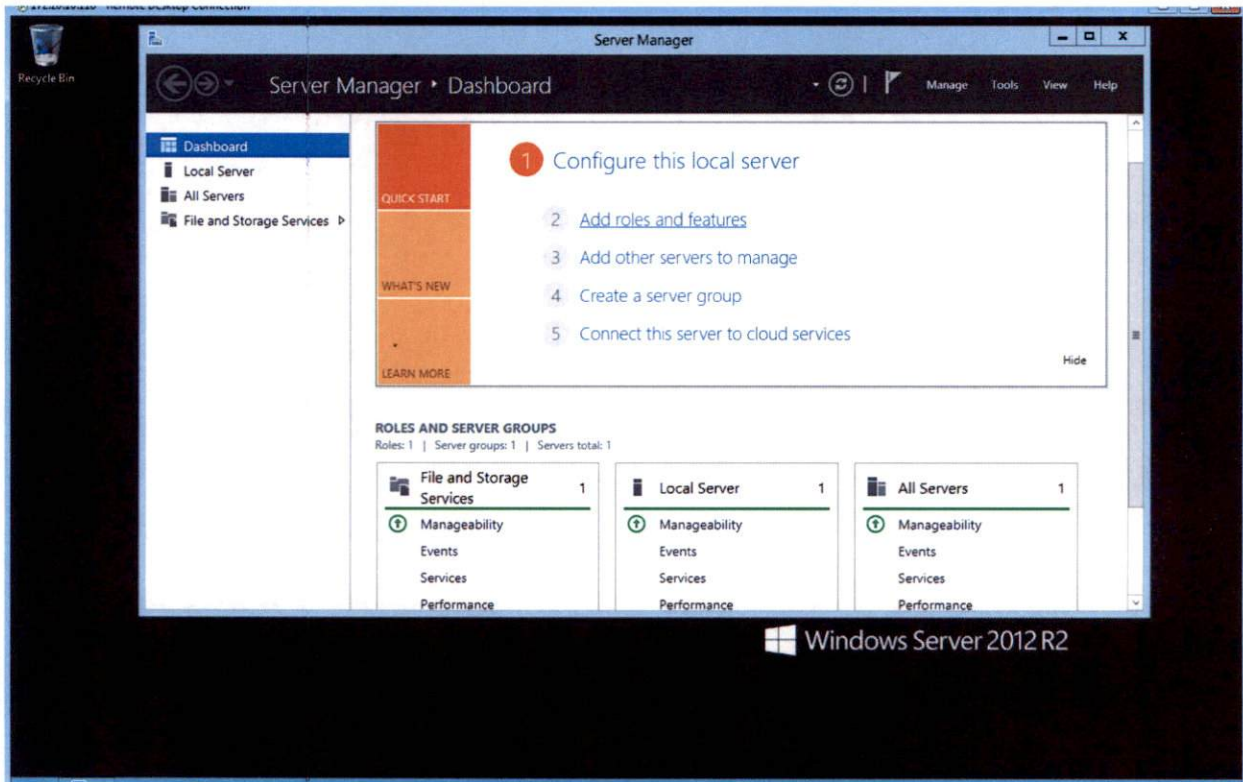 Remote Desktop Connection
Recycle Bin
Server Manager
Server Manager • Dashboard
Manage Tools View Help
Dashboard
Local Server
All Servers
File and Storage Services
QUICK START
WHAT'S NEW
LEARN MORE
1 Configure this local server
2 Add roles and features
3 Add other servers to manage
4 Create a server group
5 Connect this server to cloud services
Hide
ROLES AND SERVER GROUPS
Roles: 1 | Server groups: 1 | Servers total: 1
File and Storage
Services 1
Manageability
Events
Services
Performance
Local Server 1
Manageability
Events
Services
Performance
All Servers 1
Manageability
Events
Services
Performance
Windows Server 2012 R2